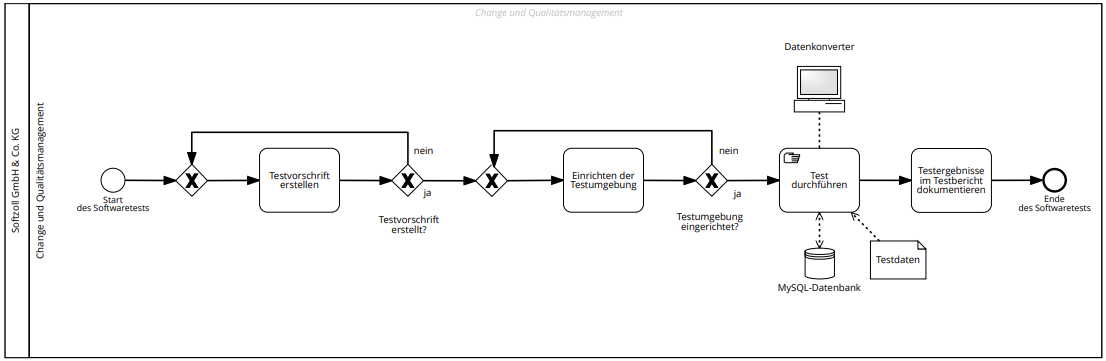 Change und Qualitätsmanagement
Softzoll GmbH & Co. KG
Change und Qualitätsmanagement
Start
des Softwaretests
Testvorschrift
erstellen
nein
ja
Testvorschrift
erstellt?
Einrichten der
Testumgebung
nein
ja
Testumgebung
eingerichtet?
Datenkonverter
Test
durchführen
MySQL-Datenbank
Testdaten
Testergebnisse
im Testbericht
dokumentieren
Ende
des Softwaretests